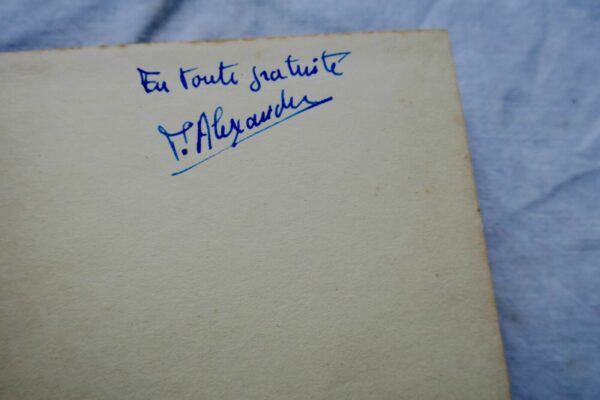 En toute gratuité
M. Alexandre